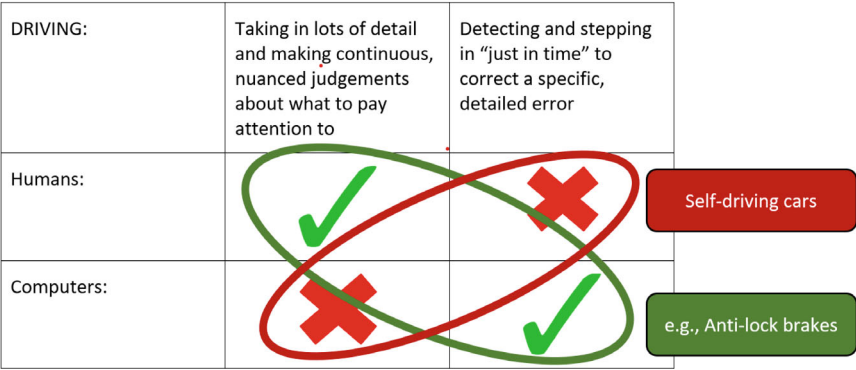 DRIVING:
Taking in lots of detail
and making continuous,
nuanced judgements
about what to pay
attention to
Detecting and stepping
in “just in time” to
correct a specific,
detailed error
Humans:
Self-driving cars
Computers:
e.g., Anti-lock brakes